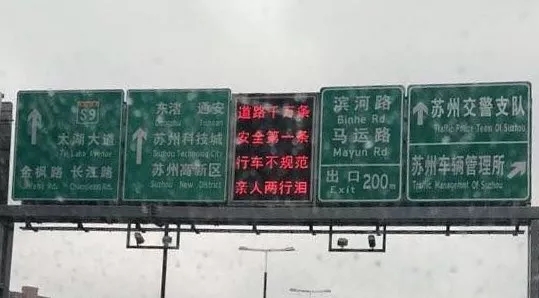 S9
太湖大道
Tai Lake Avenue
金枫路 长江路
东渚 通安
苏州科技城
Suzhou Technology City
苏州高新区
Suzhou New District
道路千万条
安全第一条
行车不规范
亲人两行泪
滨河路
Binhe Rd
马运路
Mayun Rd
出口
Exit 200m
苏州交警支队
Traffic Police Team Of Suzhou
苏州车辆管理所
Traffic Management Of Suzhou